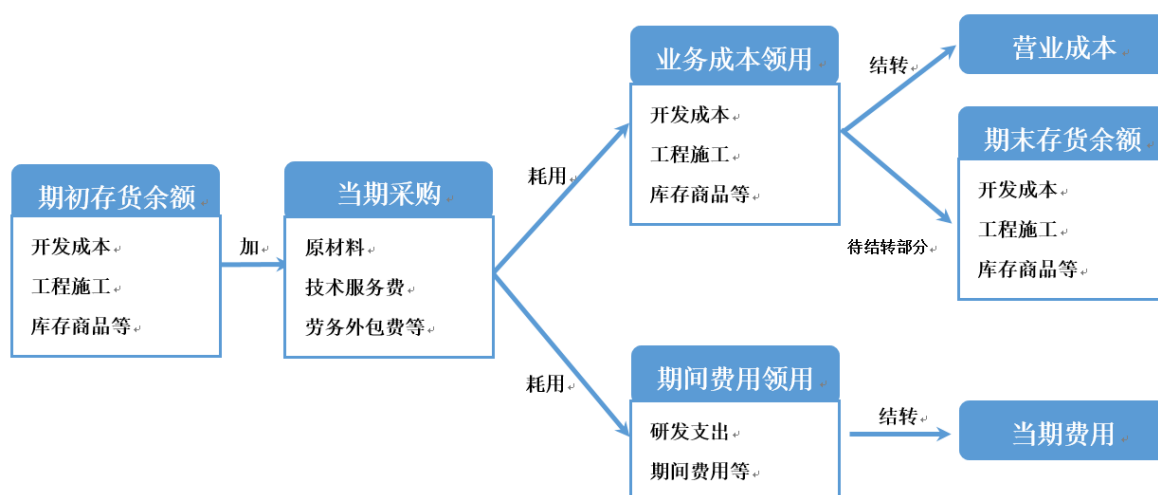 期初存货余额
开发成本
工程施工
库存商品等
加
当期采购
原材料
技术服务费
劳务外包费等
耗用
耗用
业务成本领用
开发成本
工程施工
库存商品等
结转
待结转部分
营业成本
期末存货余额
开发成本
工程施工
库存商品等
期间费用领用
研发支出
期间费用等
结转
当期费用